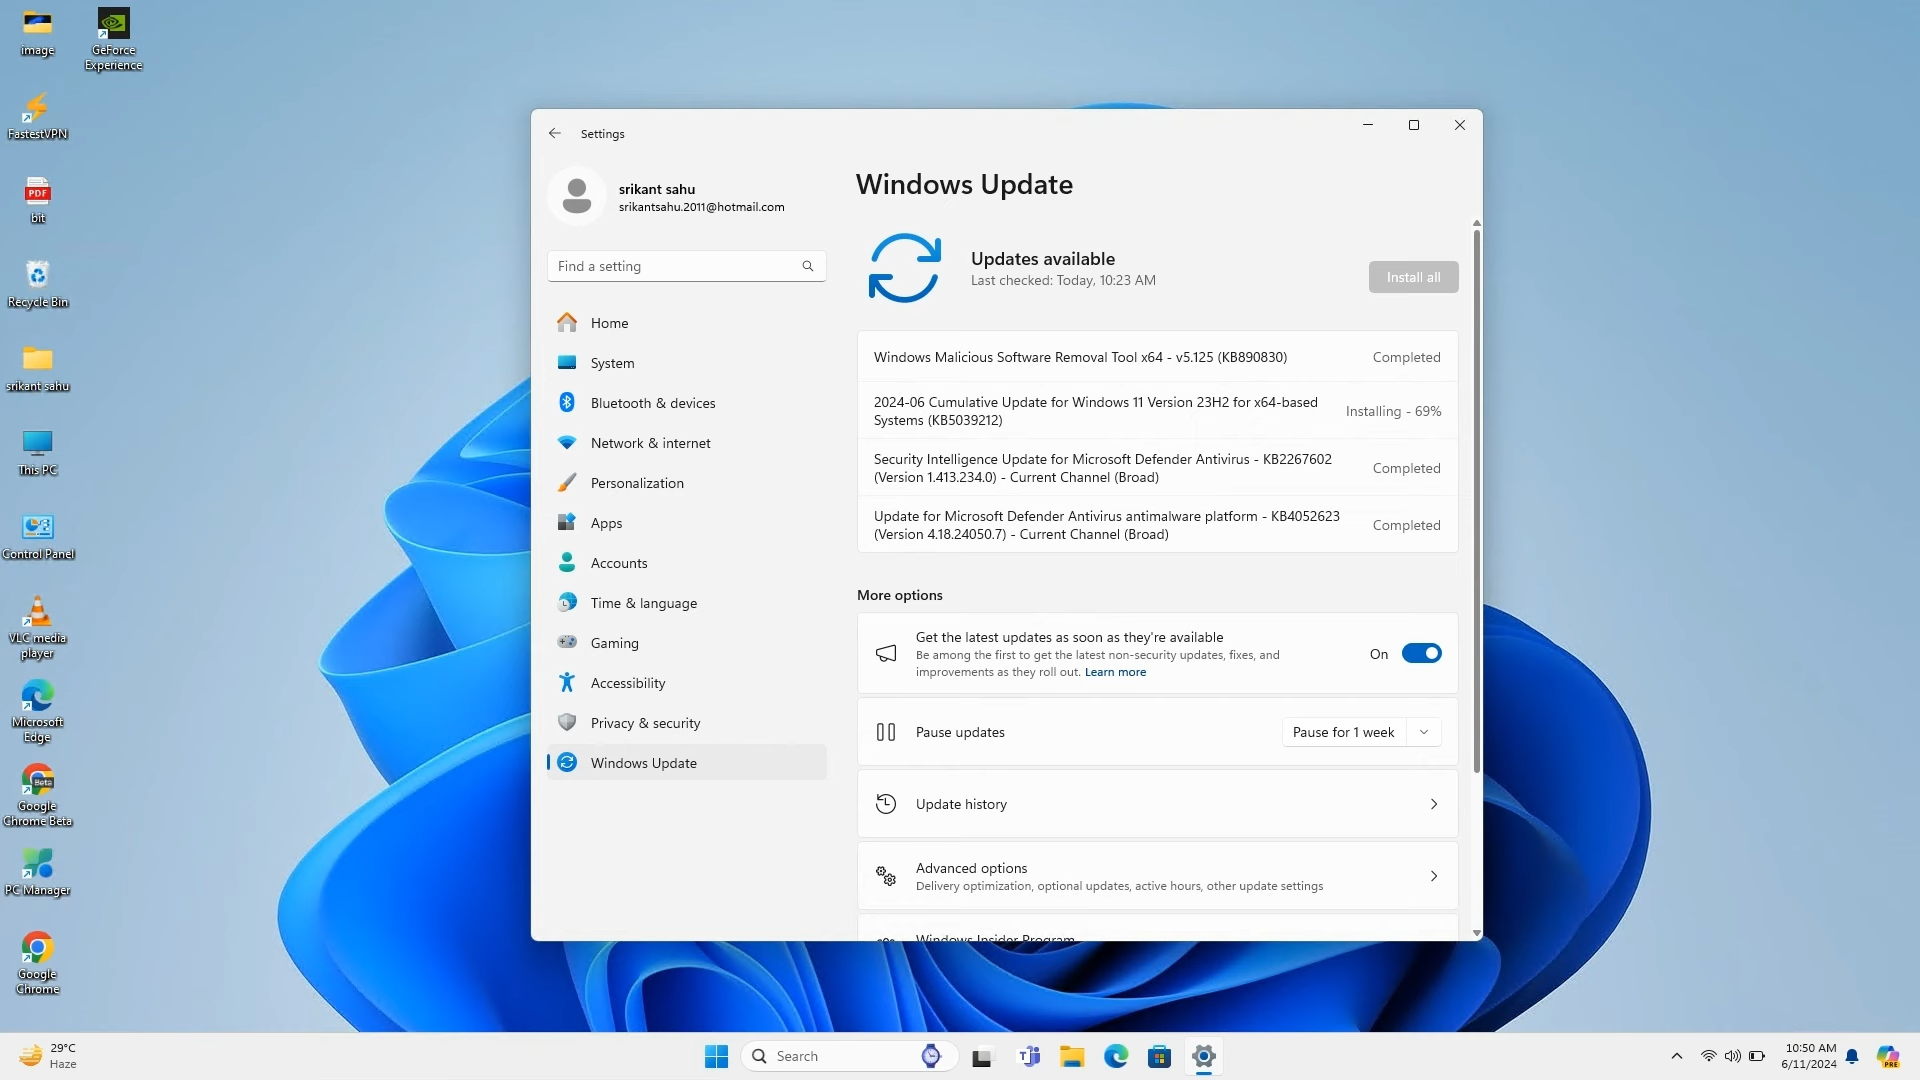 image
GeForce
Experience
FastestVPN
PDF
bit
Recycle Bin
srikant sahu
This PC
Control Panel
VLC media
player
Microsoft
Edge
Beta
Google
Chrome Beta
PC Manager
Google
Chrome
Settings
srikant sahu
srikantsahu.2011@hotmail.com
Find a setting
Home
System
Bluetooth & devices
Network & internet
Personalization
Apps
Accounts
Time & language
Gaming
Accessibility
Privacy & security
Windows Update
Windows Update
Updates available
Last checked: Today, 10:23 AM
Install all
Windows Malicious Software Removal Tool x64 - v5.125 (KB890830)
Completed
2024-06 Cumulative Update for Windows 11 Version 23H2 for x64-based
Systems (KB5039212)
Installing - 69%
Security Intelligence Update for Microsoft Defender Antivirus - KB2267602
(Version 1.413.234.0) - Current Channel (Broad)
Completed
Update for Microsoft Defender Antivirus antimalware platform - KB4052623
(Version 4.18.24050.7) - Current Channel (Broad)
Completed
More options
Get the latest updates as soon as they're available
Be among the first to get the latest non-security updates, fixes, and
improvements as they roll out. Learn more
On
Pause updates
Pause for 1 week
Update history
Advanced options
Delivery optimization, optional updates, active hours, other update settings
Windows Insider Program
29°C
Haze
Search
10:50 AM
6/11/2024
PRE